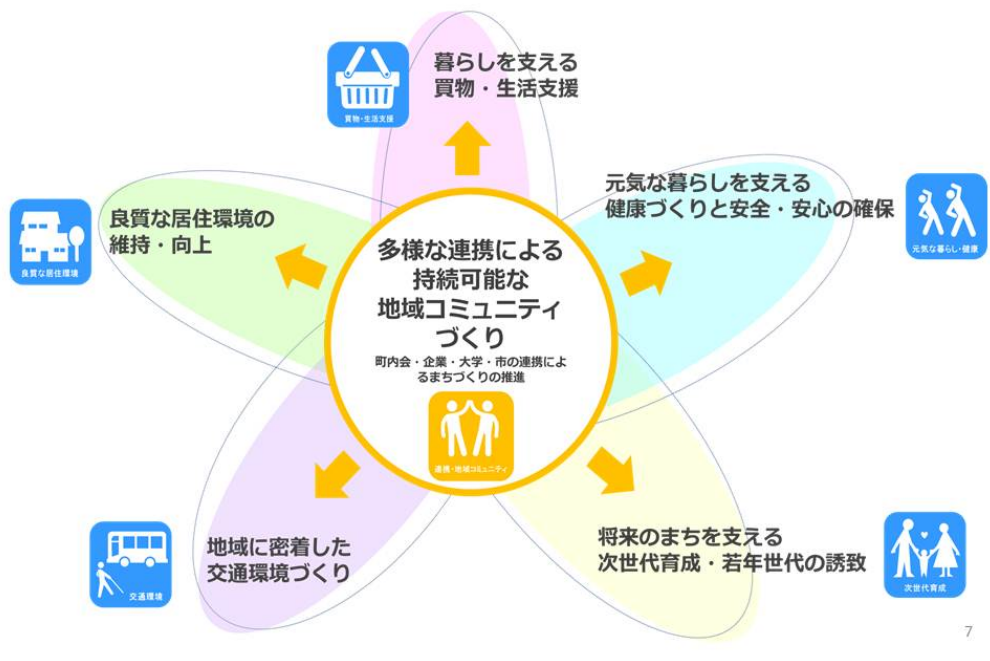 暮らしを支える
買物・生活支援
買物・生活支援
元気な暮らしを支える
健康づくりと安全・安心の確保
元気な暮らし・健康
良質な居住環境の
維持・向上
良質な居住環境
多様な連携による
持続可能な
地域コミュニティ
づくり
町内会・企業・大学・市の連携によ
るまちづくりの推進
連携・地域コミュニティ
地域に密着した
交通環境づくり
交通環境
将来のまちを支える
次世代育成・若年世代の誘致
次世代育成
7